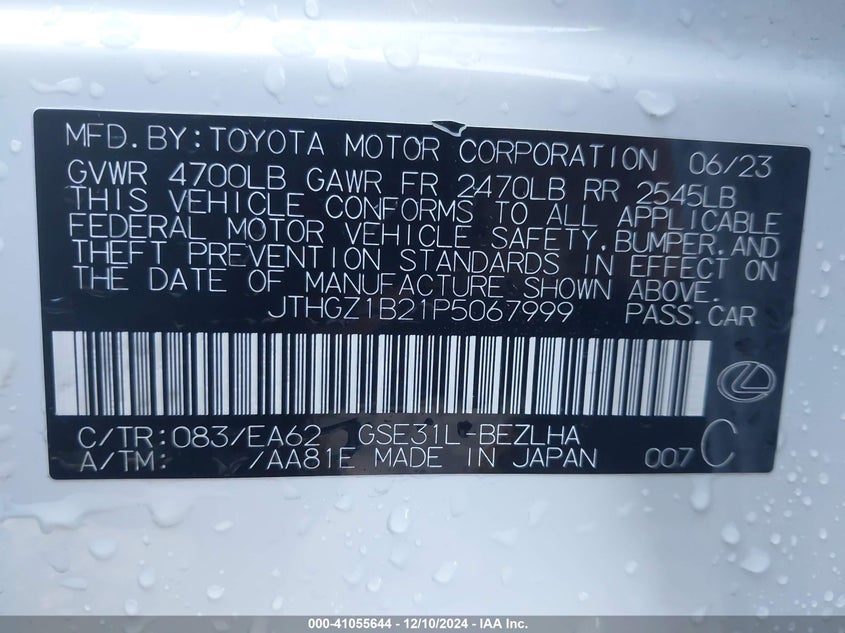 MFD.BY:TOYOTA MOTOR CORPORATION 06/23
GVWR 4700LB GAWR FR 2470LB RR 2545LB
THIS VEHICLE CONFORMS TO ALL APPLICABLE
FEDERAL MOTOR VEHICLE SAFETY,BUMPER,AND
THEFT PREVENTION STANDARDS IN EFFECT ON
THE DATE OF MANUFACTURE SHOWN ABOVE.
JTHGZ1B21P5067999 PASS.CAR
C/TR:083/EA62 GSE31L-BEZLHA
A/TM: /AA81E MADE IN JAPAN 007 C
000-41055644 - 12/10/2024 - IAA Inc.